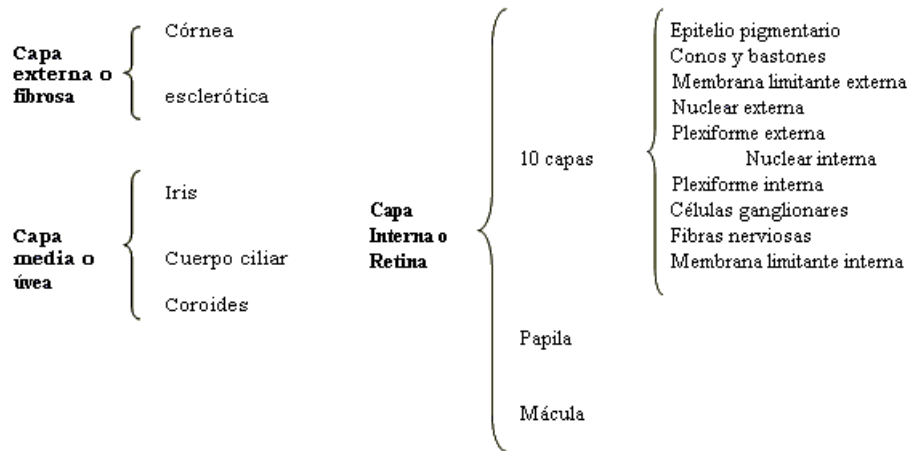 Capa
externa o
fibrosa
Córnea
esclerótica
Capa
media o
úvea
Iris
Cuerpo ciliar
Coroides
Capa
Interna o
Retina
10 capas
Epitelio pigmentario
Conos y bastones
Membrana limitante externa
Nuclear externa
Plexiforme externa
Nuclear interna
Plexiforme interna
Células ganglionares
Fibras nerviosas
Membrana limitante interna
Papila
Mácula